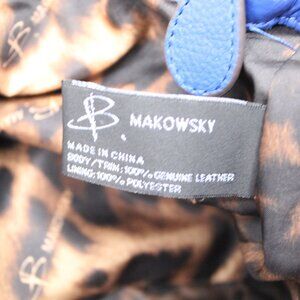 B. MAKOWSKY
MADE IN CHINA
BODY/TRIM:100% GENUINE LEATHER
LINING:100% POLYESTER